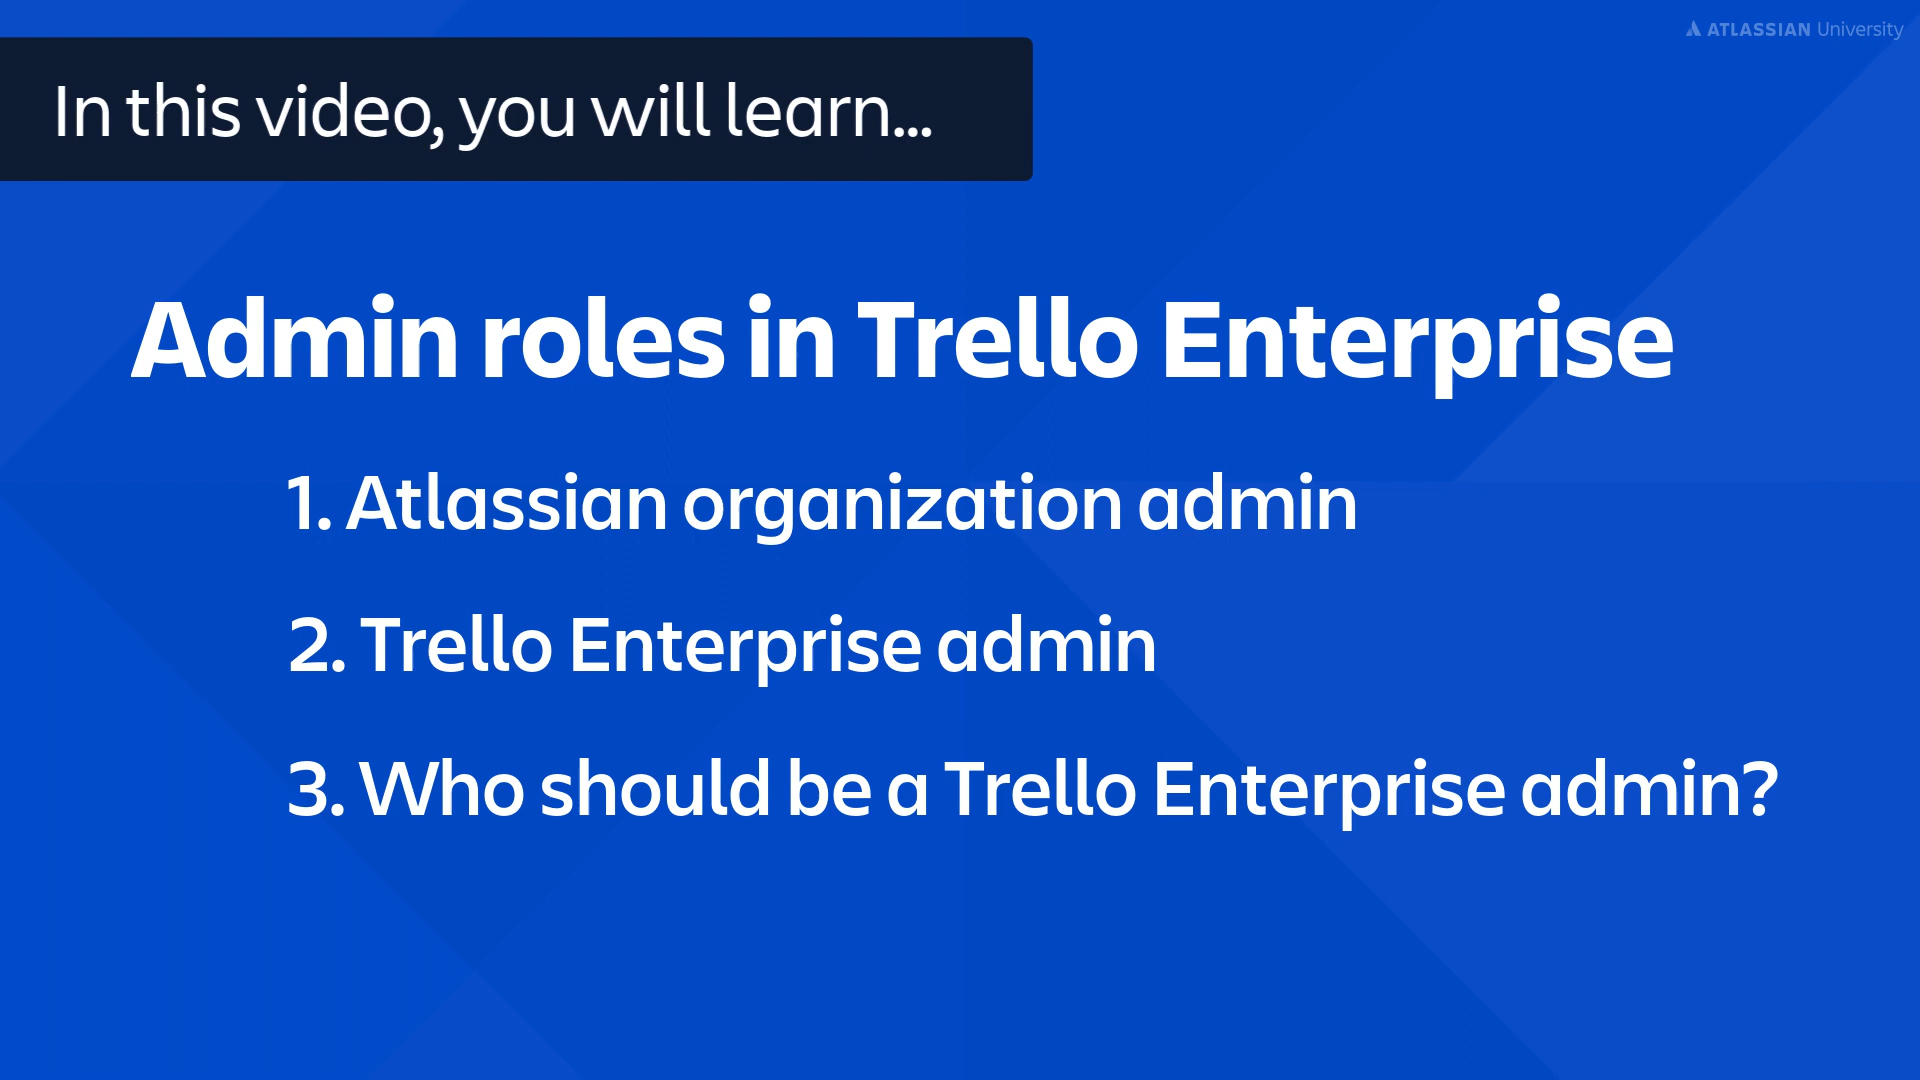 ATLASSIAN University
In this video, you will learn...
Admin roles in Trello Enterprise
1. Atlassian organization admin
2. Trello Enterprise admin
3. Who should be a Trello Enterprise admin?